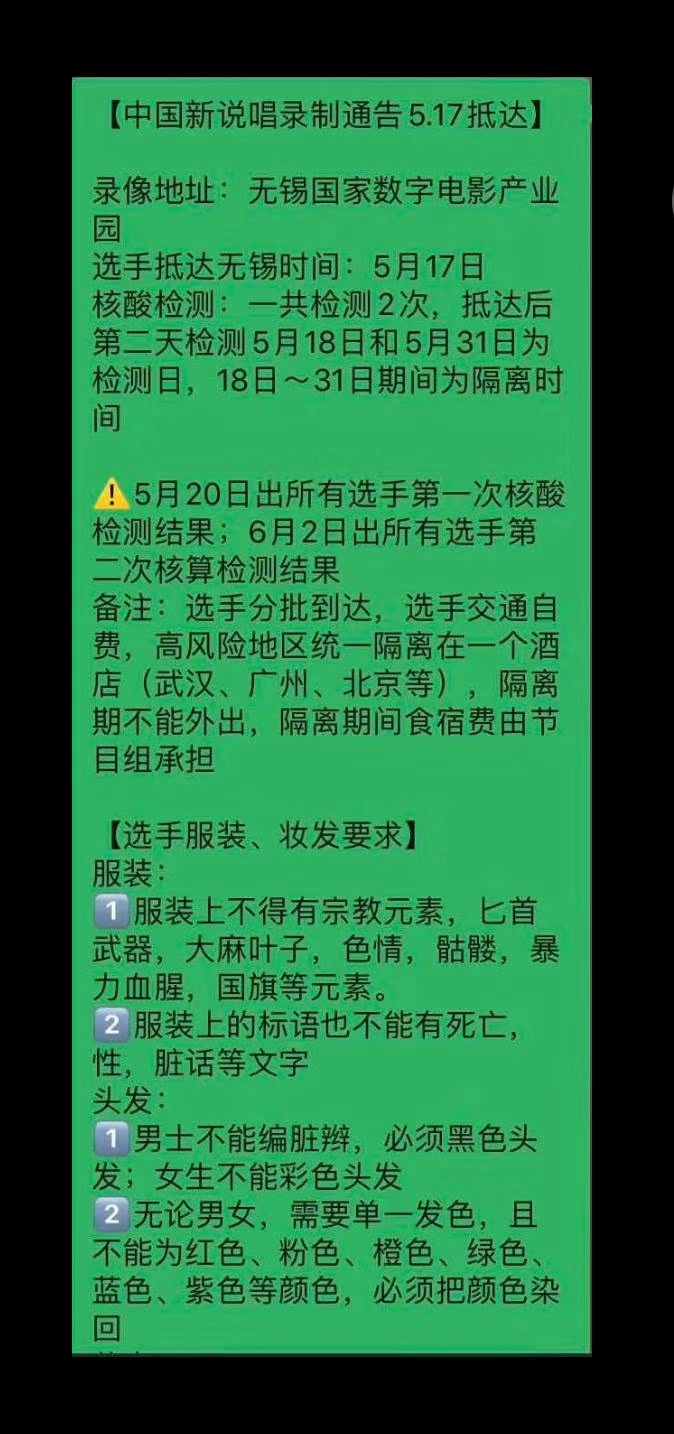 【中国新说唱录制通告5.17抵达】
录像地址：无锡国家数字电影产业
园
选手抵达无锡时间：5月17日
核酸检测：一共检测2次，抵达后
第二天检测5月18日和5月31日为
检测日，18日～31日期间为隔离时
间
⚠️5月20日出所有选手第一次核酸
检测结果；6月2日出所有选手第
二次核算检测结果
备注：选手分批到达，选手交通自
费，高风险地区统一隔离在一个酒
店（武汉、广州、北京等），隔离
期不能外出，隔离期间食宿费由节
目组承担
【选手服装、妆发要求】
服装：
1️⃣服装上不得有宗教元素，匕首
武器，大麻叶子，色情，骷髅，暴
力血腥，国旗等元素。
2️⃣服装上的标语也不能有死亡，
性，脏话等文字
头发：
1️⃣男士不能编脏辫，必须黑色头
发；女生不能彩色头发
2️⃣无论男女，需要单一发色，且
不能为红色、粉色、橙色、绿色、
蓝色、紫色等颜色，必须把颜色染
回